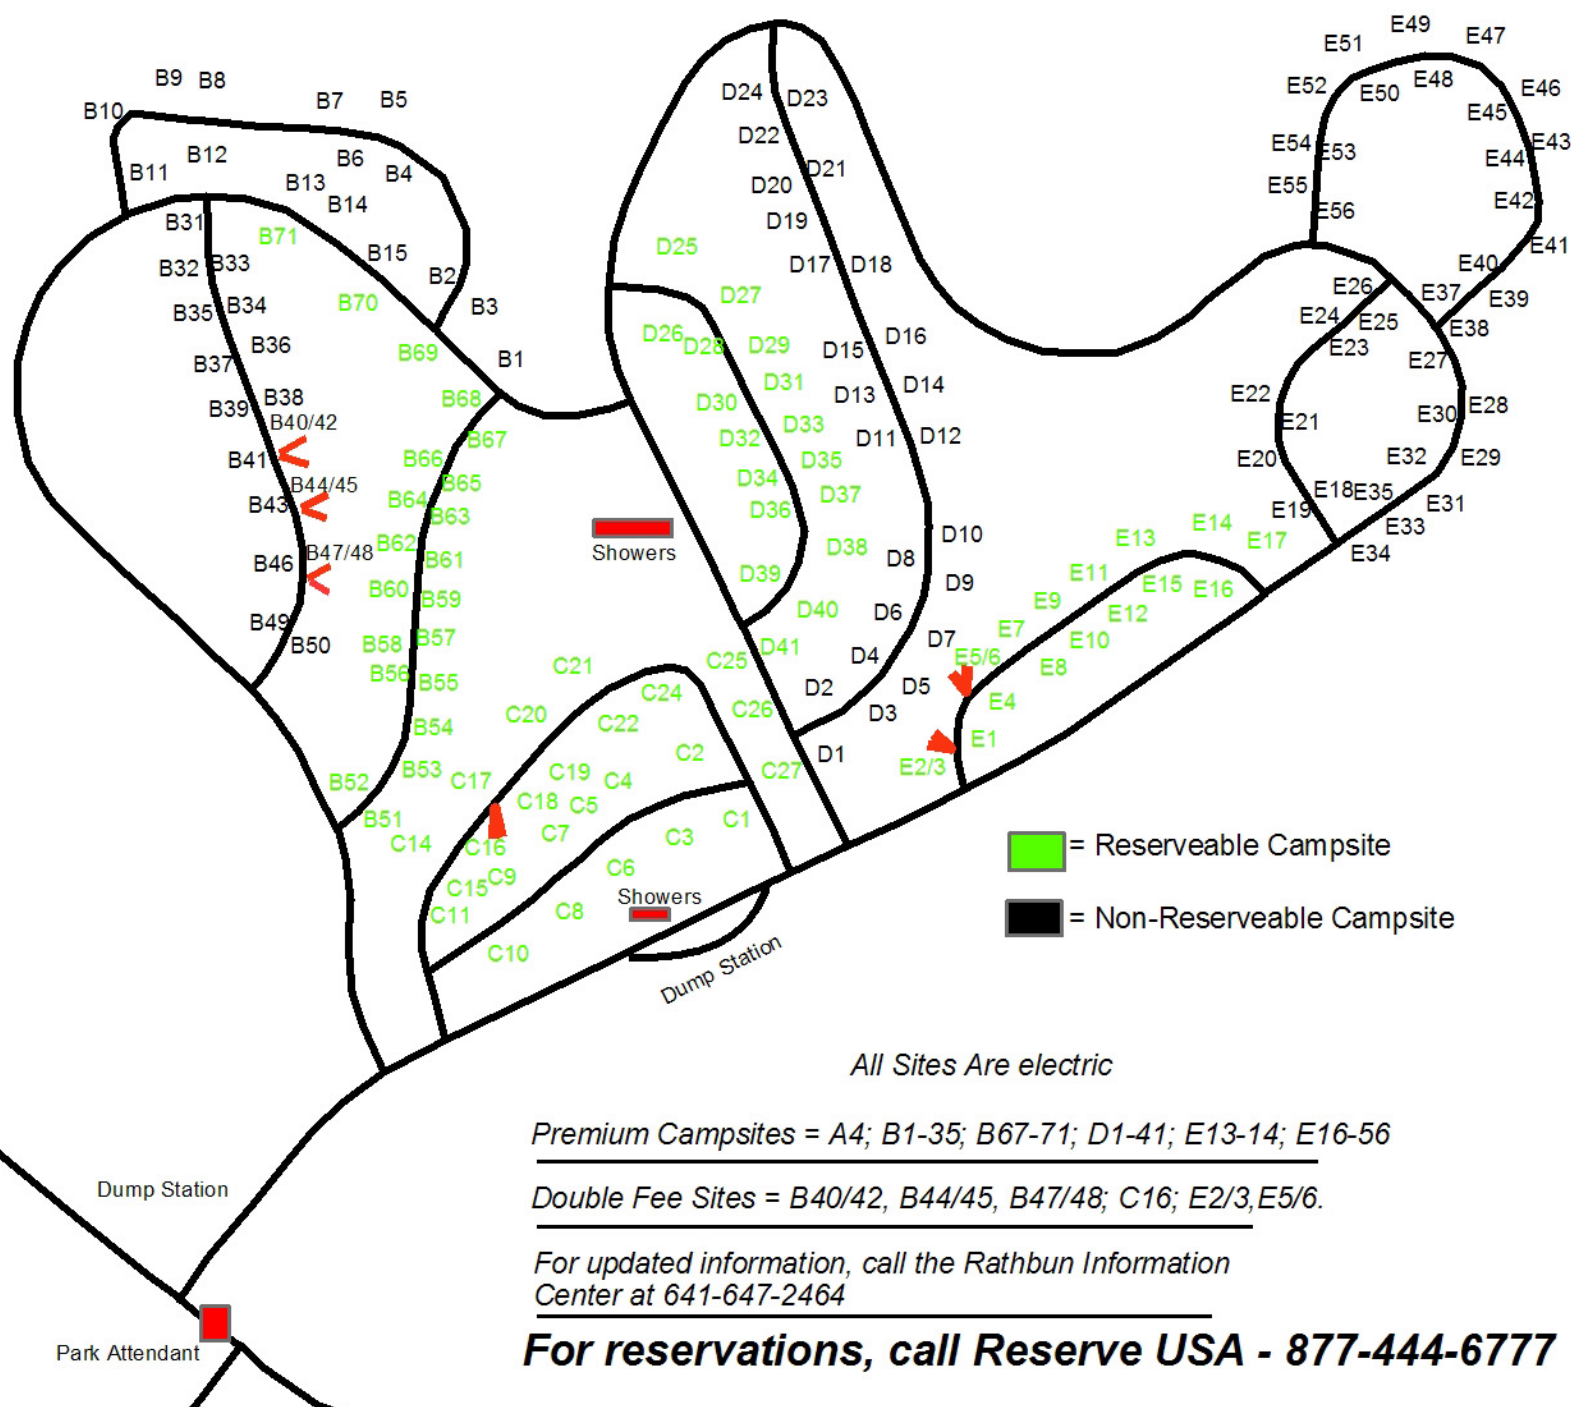 E49
E51
E47
B9
B8
E52
E50
E48
E46
B10
B7
B5
D24
D23
E45
B12
B6
D22
E54
E53
E44
E43
B11
B13
B4
D20
D21
E55
E42
B14
D19
E56
B31
B71
D25
E41
B15
B32
B33
B2
D17
D18
E40
B70
D27
E26
E37
E39
B35
B34
B3
E24
E25
E38
B36
B69
D26
D28
D29
D15
D16
E23
B37
B1
D31
D14
E27
B39
B38
B68
D30
D13
E22
E28
B40/42
D33
E21
E30
B67
D32
D11
D12
B41
B66
D35
E20
E32
E29
B44/45
B65
D34
D37
E18
E35
B43
B64
B63
D36
E19
E31
E14
E33
B62
Showers
D38
D10
E13
E17
E34
B46
B47/48
B61
D39
D8
E11
B60
B59
D9
E15
E16
B49
D40
D6
E9
E12
B50
B58
B57
D41
D7
E7
E10
C21
C25
D4
E5/6
E8
B56
B55
C24
D2
D5
E4
C20
C22
C26
D3
B54
E1
C2
D1
B53
C19
C27
E2/3
B52
C17
C4
C18
C5
B51
C7
C1
C14
C16
C3
= Reserveable Campsite
C9
C6
C15
Showers
C11
C8
= Non-Reserveable Campsite
C10
Dump Station
All Sites Are electric
Premium Campsites = A4; B1-35; B67-71; D1-41; E13-14; E16-56
Dump Station
Double Fee Sites = B40/42, B44/45, B47/48; C16; E2/3,E5/6.
For updated information, call the Rathbun Information
Center at 641-647-2464
Park Attendant
For reservations, call Reserve USA - 877-444-6777